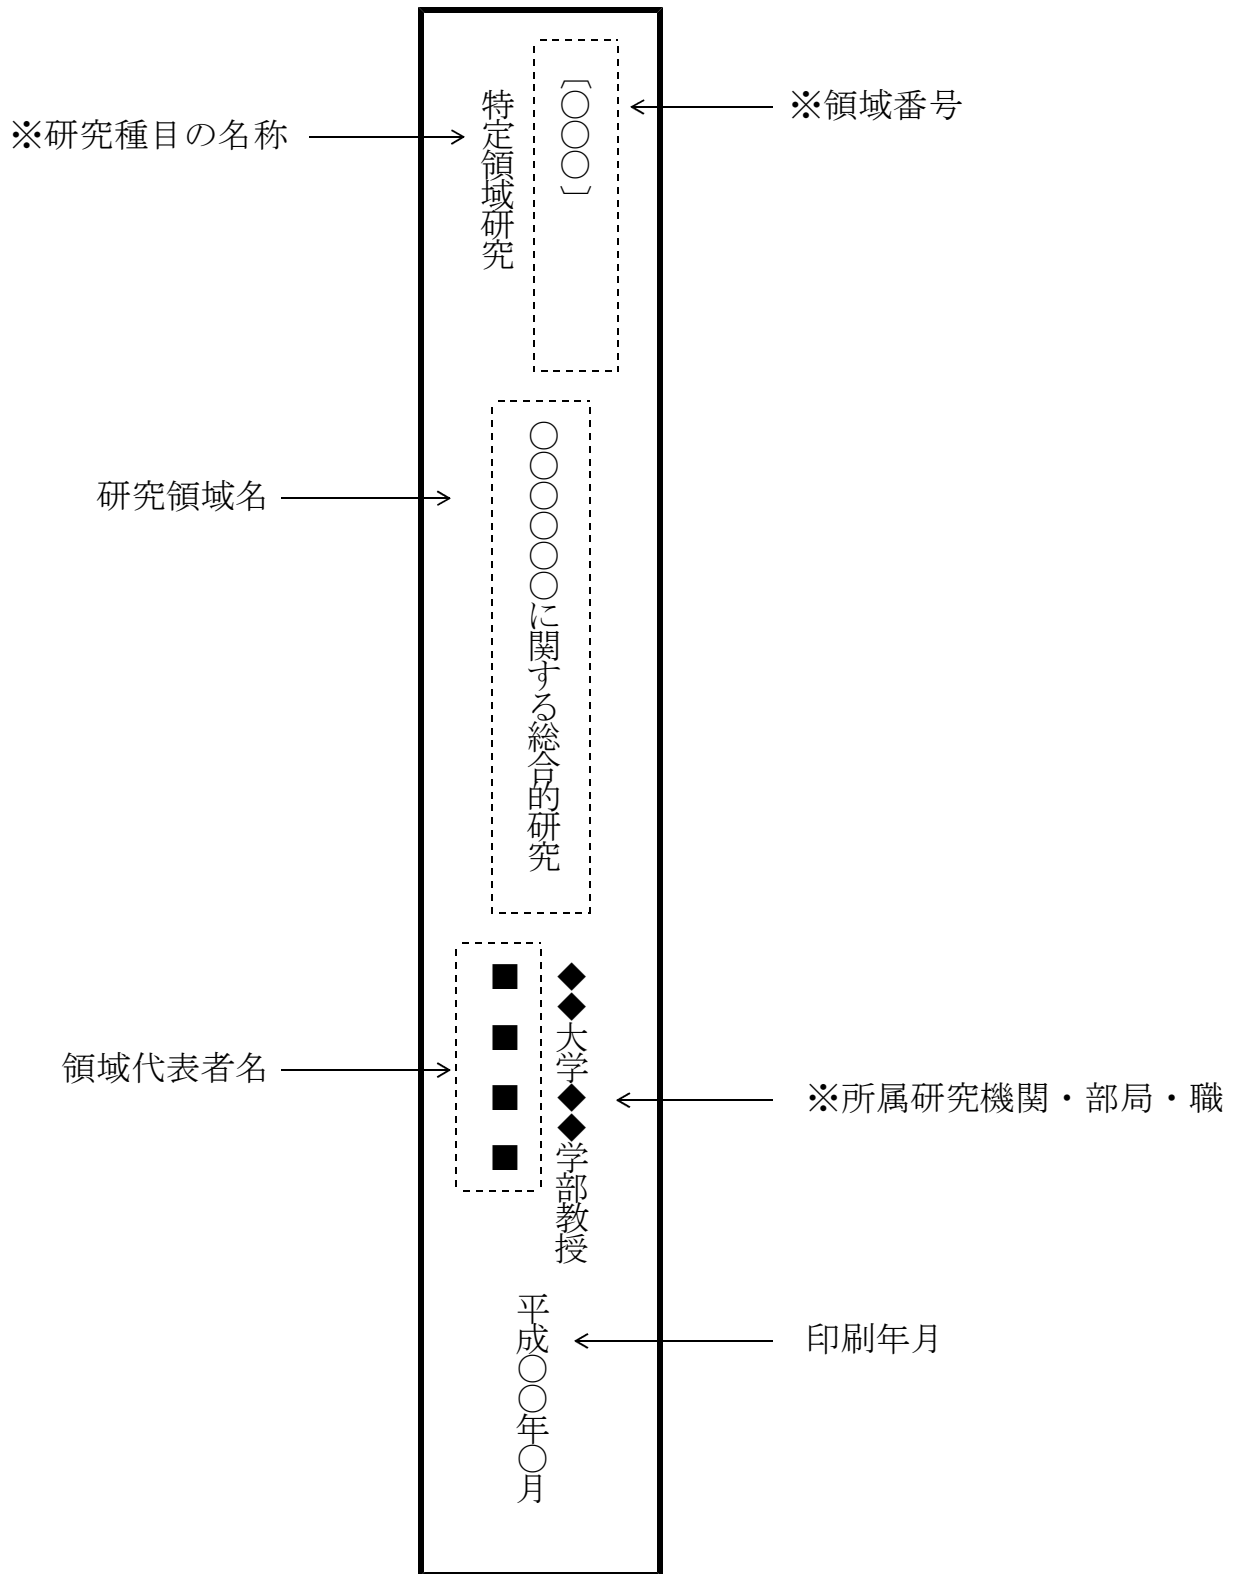 〔○○○〕
※領域番号
特定領域研究
※研究種目の名称
○○○○○○に関する総合的研究
研究領域名
◆◆大学◆◆学部教授
■ ■ ■ ■
領域代表者名
※所属研究機関・部局・職
平成○○年○月
印刷年月